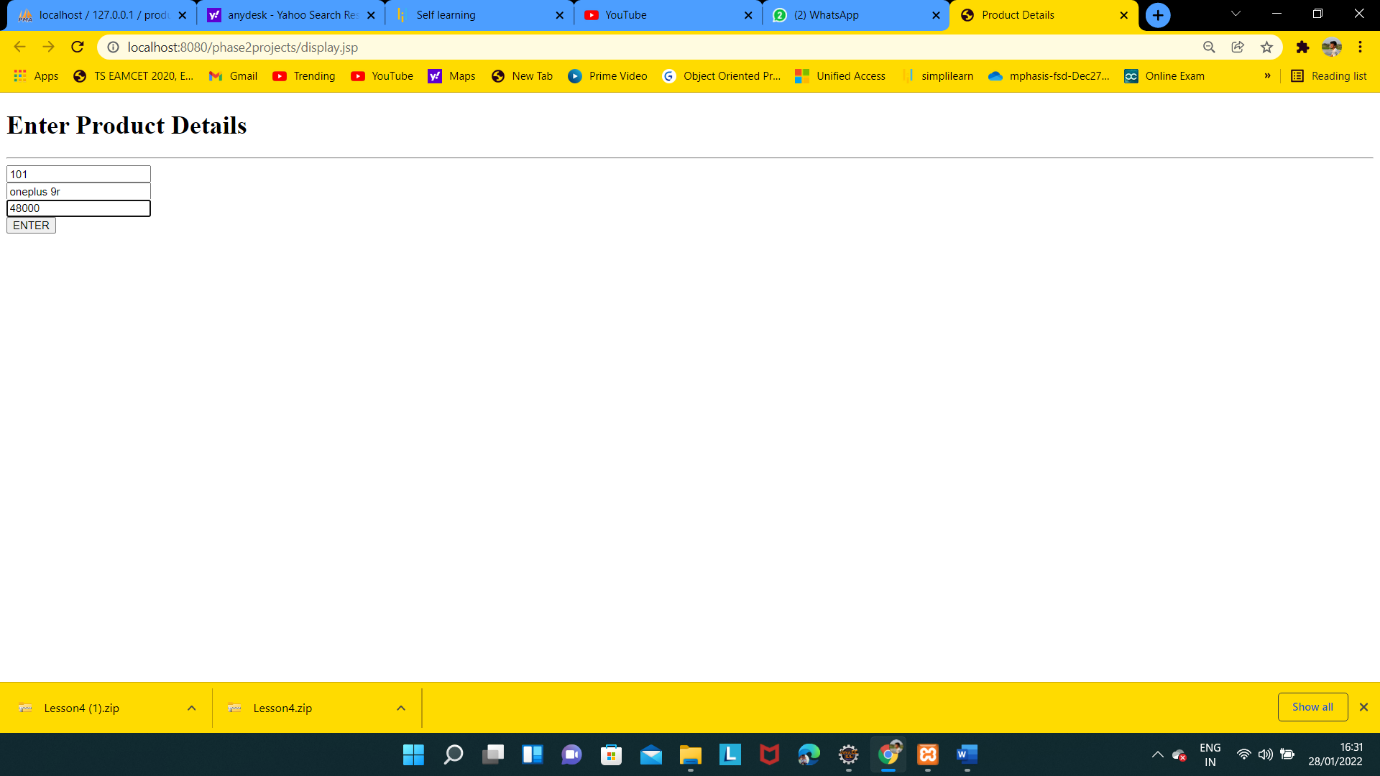 localhost / 127.0.0.1 / produ
anydesk - Yahoo Search Res
Self learning
YouTube
(2) WhatsApp
Product Details
localhost:8080/phase2projects/display.jsp
Apps
TS EAMCET 2020, E...
Gmail
Trending
YouTube
Maps
New Tab
Prime Video
Object Oriented Pr...
Unified Access
simplilearn
mphasis-fsd-Dec27...
Online Exam
»
Reading list
Enter Product Details
101
oneplus 9r
48000
ENTER
Lesson4 (1).zip
Lesson4.zip
Show all
ENG
IN
16:31
28/01/2022